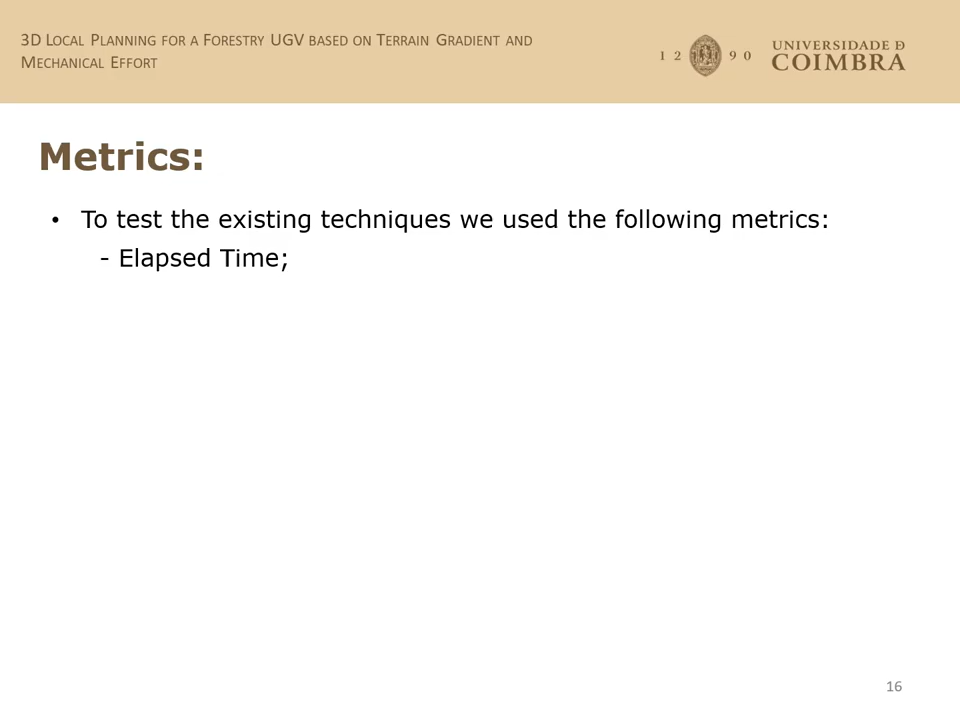 3D Local Planning for a Forestry UGV based on Terrain Gradient and
Mechanical Effort
1 2 9 0
UNIVERSIDADE Ð
COIMBRA
Metrics:
• To test the existing techniques we used the following metrics:
- Elapsed Time;
16